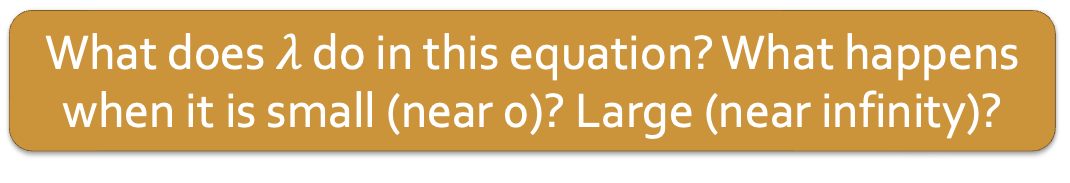 What does 𝜆 do in this equation? What happens
when it is small (near 0)? Large (near infinity)?